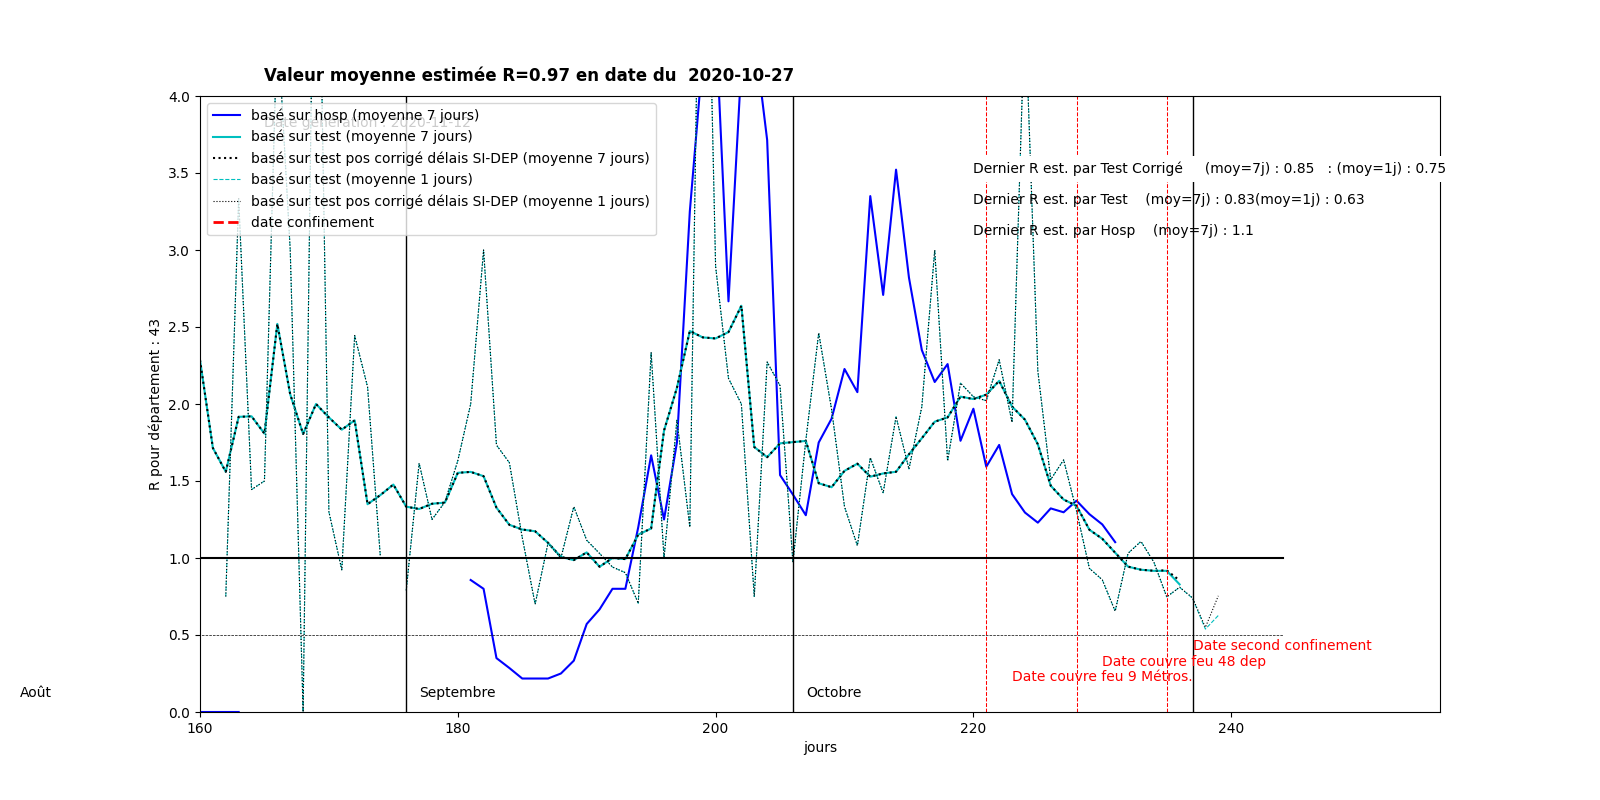 Valeur moyenne estimée R=0.97 en date du  2020-10-27
4.0
3.5
3.0
2.5
2.0
1.5
1.0
0.5
0.0
R pour département : 43
basé sur hosp (moyenne 7 jours)
Date génération : 2020-11-12
basé sur test (moyenne 7 jours)
basé sur test pos corrigé délais SI-DEP (moyenne 7 jours)
basé sur test (moyenne 1 jours)
basé sur test pos corrigé délais SI-DEP (moyenne 1 jours)
date confinement
Dernier R est. par Test Corrigé     (moy=7j) : 0.85   : (moy=1j) : 0.75
Dernier R est. par Test    (moy=7j) : 0.83(moy=1j) : 0.63
Dernier R est. par Hosp    (moy=7j) : 1.1
Date second confinement
Date couvre feu 48 dep
Date couvre feu 9 Métros.
Août
Septembre
Octobre
160
180
200
220
240
jours